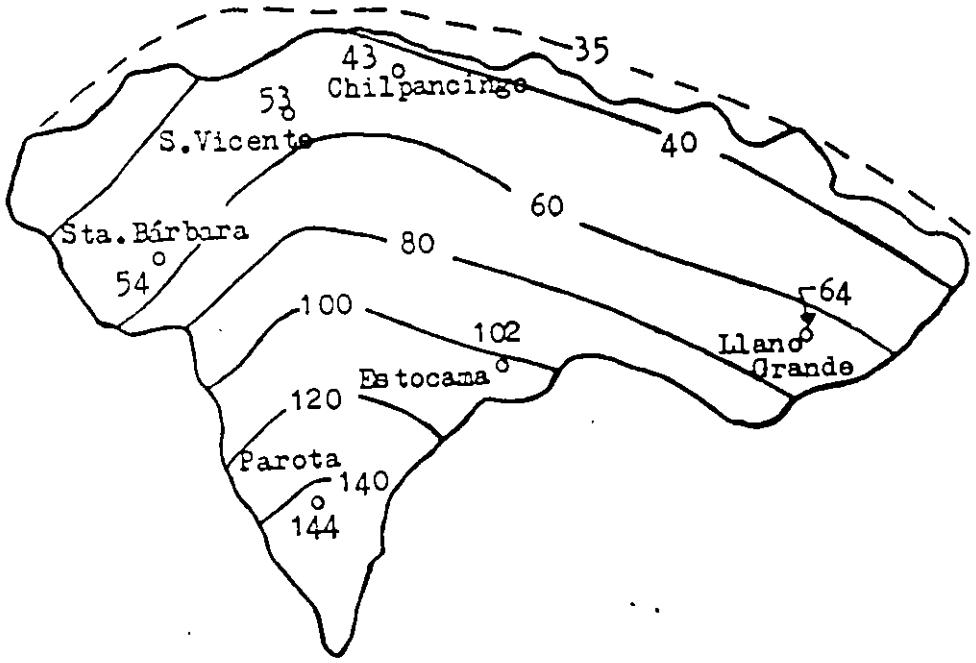 35
43
Chilpancingo
53
S.Vicente
40
60
Sta.Bárbara
80
54
64
100
102
Llano
Grande
Estocama
120
Parota
140
144